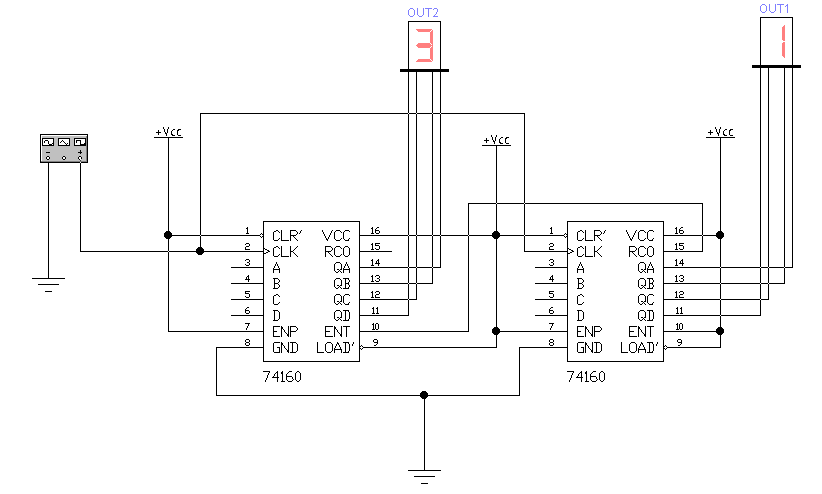 OUT2
OUT1
3
1
+Vcc
+Vcc
+Vcc
- +
1 CLR' VCC 16
2 CLK RCO 15
3 A QA 14
4 B QB 13
5 C QC 12
6 D QD 11
7 ENP ENT 10
8 GND LOAD' 9
74160
1 CLR' VCC 16
2 CLK RCO 15
3 A QA 14
4 B QB 13
5 C QC 12
6 D QD 11
7 ENP ENT 10
8 GND LOAD' 9
74160